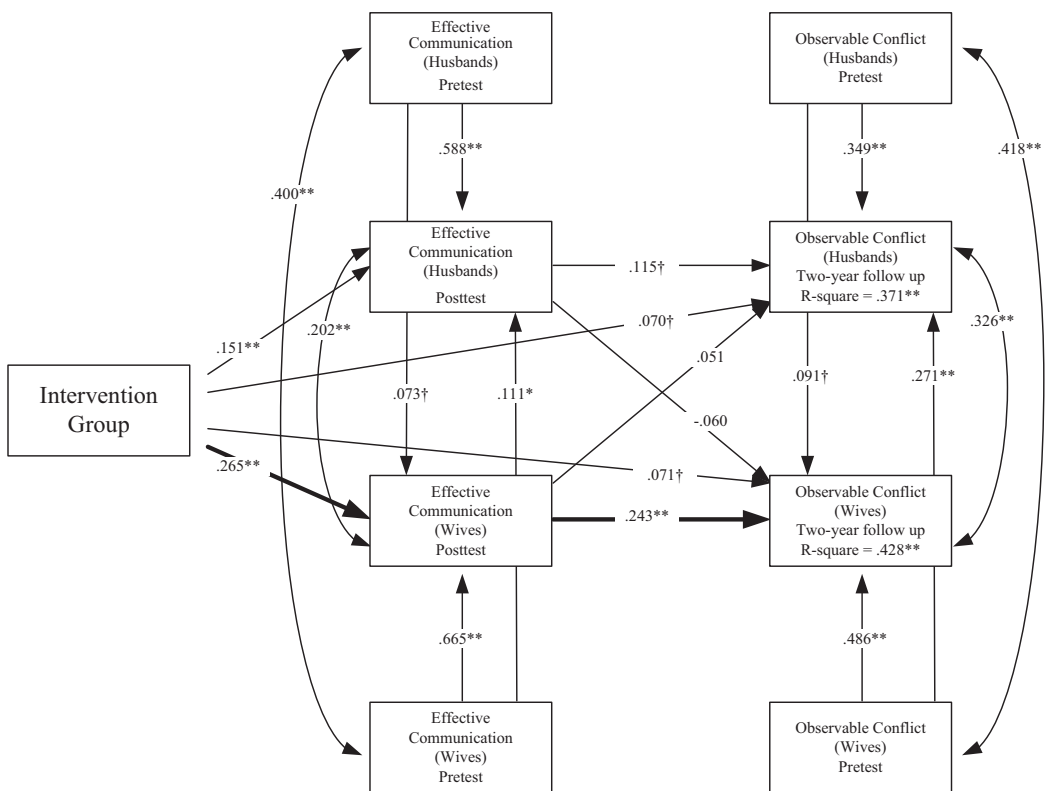 Effective
Communication
(Husbands)
Pretest
Observable Conflict
(Husbands)
Pretest
.588**
.349**
.418**
.400**
Effective
Communication
(Husbands)
Posttest
Observable Conflict
(Husbands)
Two-year follow up
R-square = .371**
.115†
.070†
.202**
.326**
.151**
.051
.073†
.111*
.091†
.271**
Intervention
Group
-.060
.265**
.071†
Effective
Communication
(Wives)
Posttest
.243**
Observable Conflict
(Wives)
Two-year follow up
R-square = .428**
.665**
.486**
Effective
Communication
(Wives)
Pretest
Observable Conflict
(Wives)
Pretest